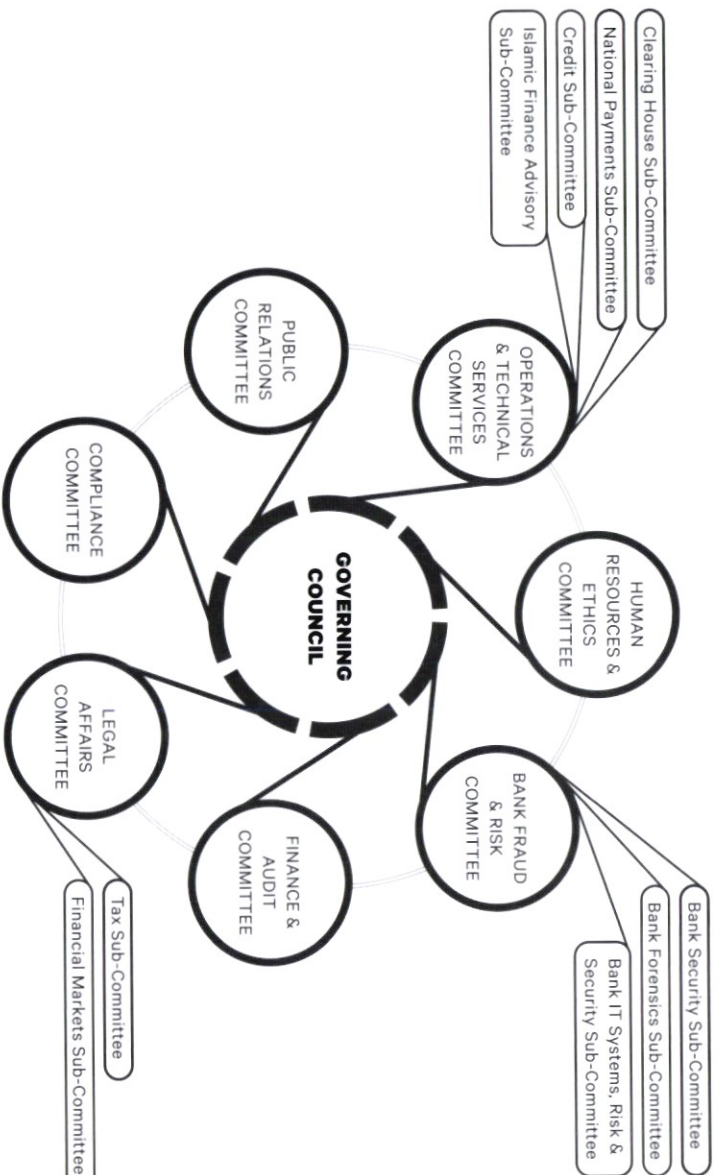 Clearing House Sub-Committee
National Payments Sub-Committee
Credit Sub-Committee
Islamic Finance Advisory
Sub-Committee
Bank Security Sub-Committee
Bank Forensics Sub-Committee
Bank IT Systems, Risk &
Security Sub-Committee
HUMAN
RESOURCES &
ETHICS
COMMITTEE
OPERATIONS
& TECHNICAL
SERVICES
COMMITTEE
BANK FRAUD
& RISK
COMMITTEE
GOVERNING
COUNCIL
PUBLIC
RELATIONS
COMMITTEE
FINANCE &
AUDIT
COMMITTEE
COMPLIANCE
COMMITTEE
LEGAL
AFFAIRS
COMMITTEE
Tax Sub-Committee
Financial Markets Sub-Committee